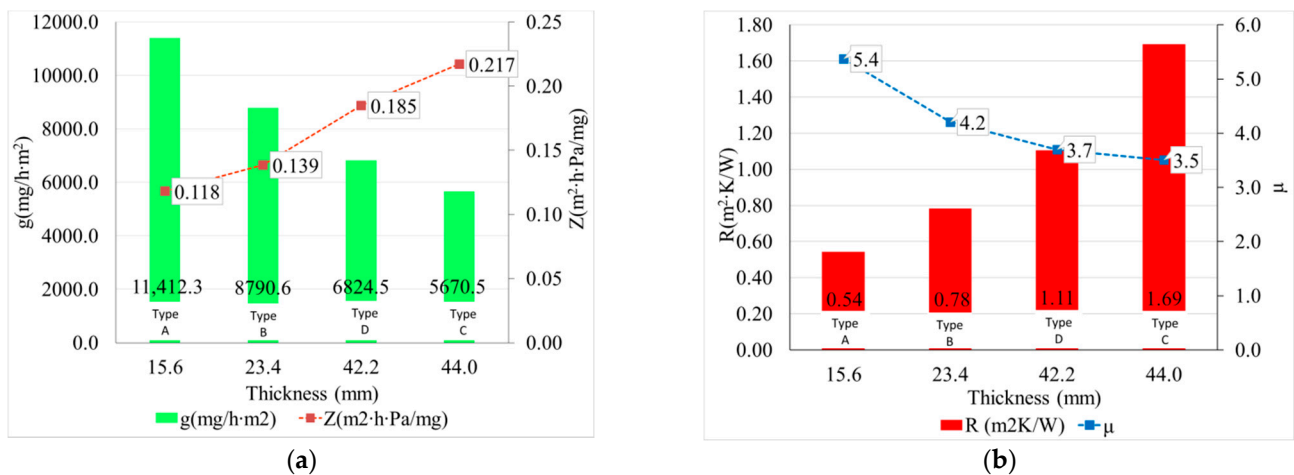 12000.0
10000.0
8000.0
6000.0
4000.0
2000.0
0.0
g(mg/h·m²)
0.25
0.20
0.15
0.10
0.05
0.00
Z(m²·h·Pa/mg)
0.118
0.139
0.185
0.217
11,412.3
8790.6
6824.5
5670.5
Type
A
Type
B
Type
D
Type
C
15.6
23.4
42.2
44.0
Thickness (mm)
g(mg/h·m2)
Z(m2·h·Pa/mg)
(a)
1.80
1.60
1.40
1.20
1.00
0.80
0.60
0.40
0.20
0.00
R(m²·K/W)
6.0
5.0
4.0
3.0
2.0
1.0
0.0
μ
5.4
4.2
3.7
3.5
0.54
0.78
1.11
1.69
Type
A
Type
B
Type
D
Type
C
15.6
23.4
42.2
44.0
Thickness (mm)
R (m2K/W)
μ
(b)